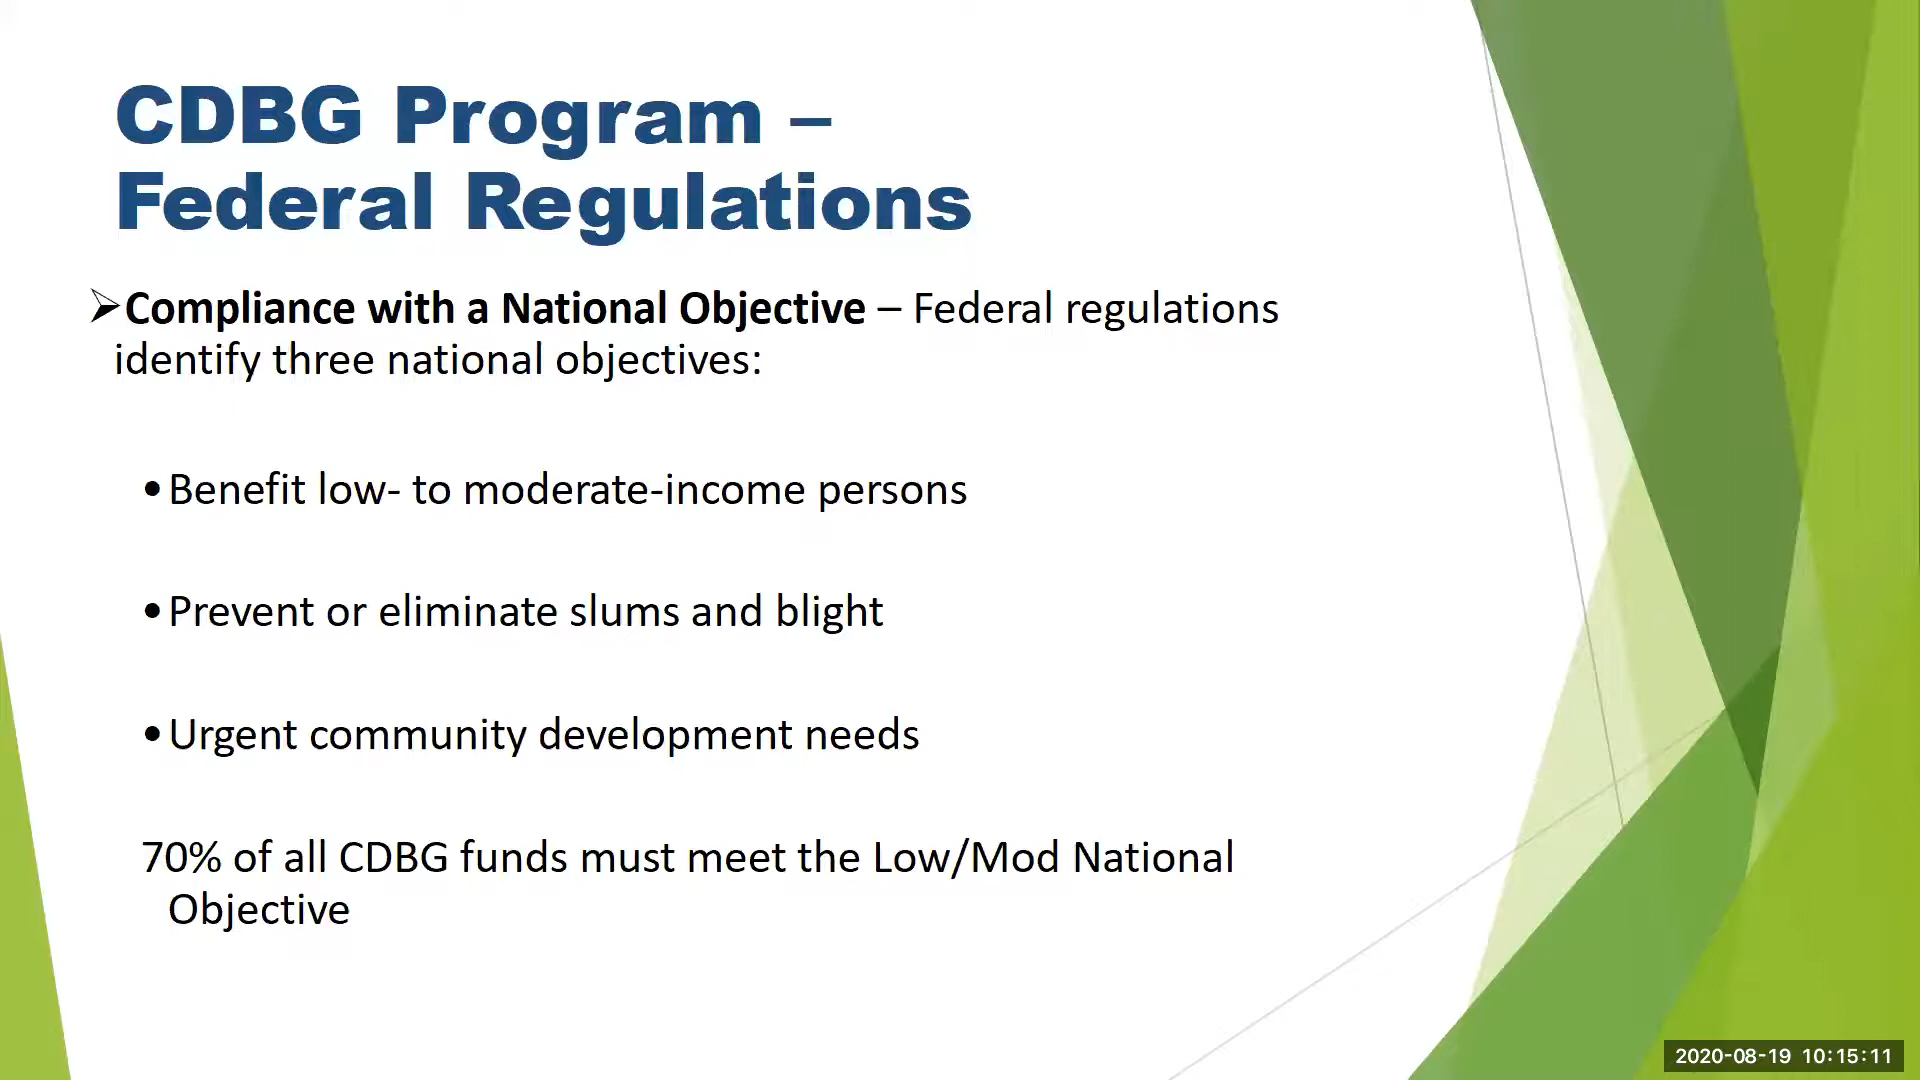 CDBG Program –
Federal Regulations
➢Compliance with a National Objective – Federal regulations
identify three national objectives:
•Benefit low- to moderate-income persons
•Prevent or eliminate slums and blight
•Urgent community development needs
70% of all CDBG funds must meet the Low/Mod National
Objective
2020-08-19 10:15:11